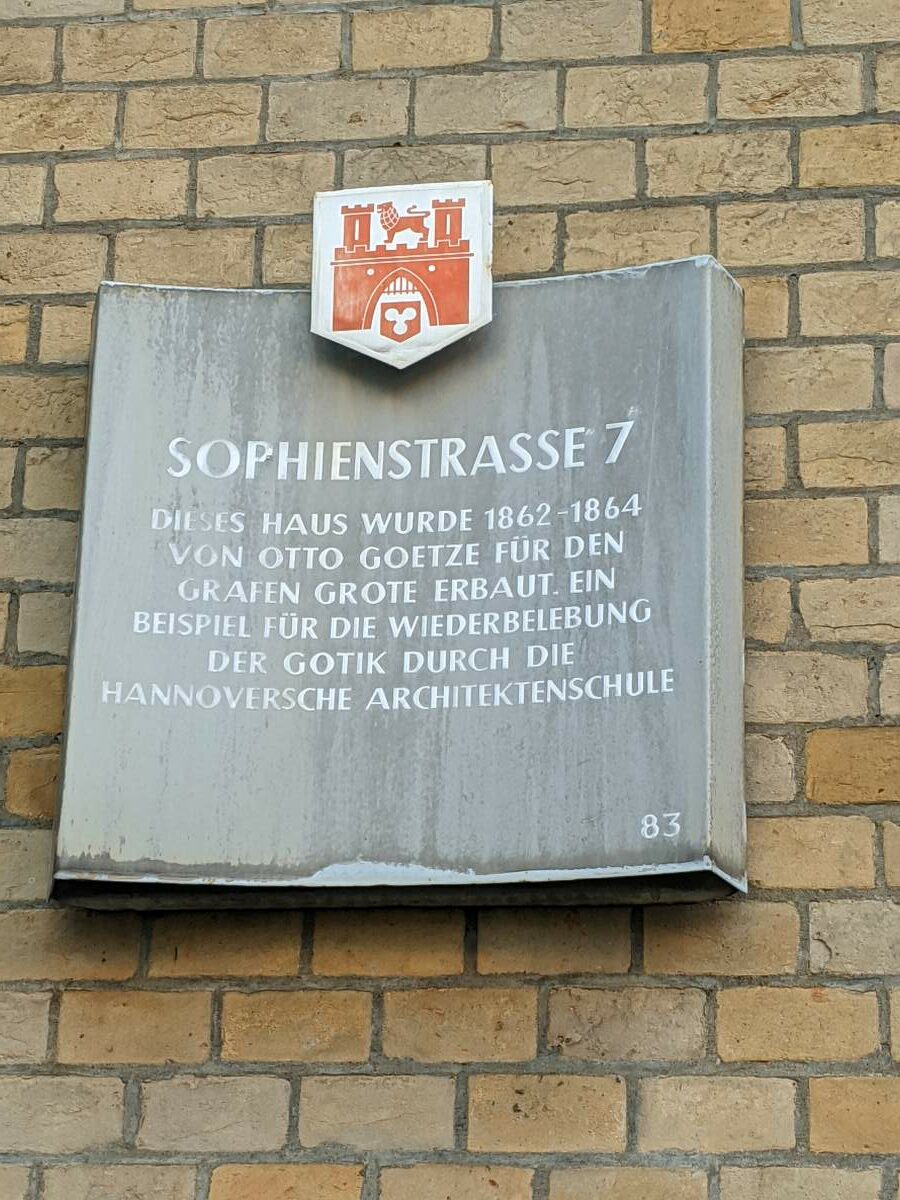 SOPHIENSTRASSE 7
DIESES HAUS WURDE 1862-1864
VON OTTO GOETZE FÜR DEN
GRAFEN GROTE ERBAUT. EIN
BEISPIEL FÜR DIE WIEDERBELEBUNG
DER GOTIK DURCH DIE
HANNOVERSCHE ARCHITEKTENSCHULE
83